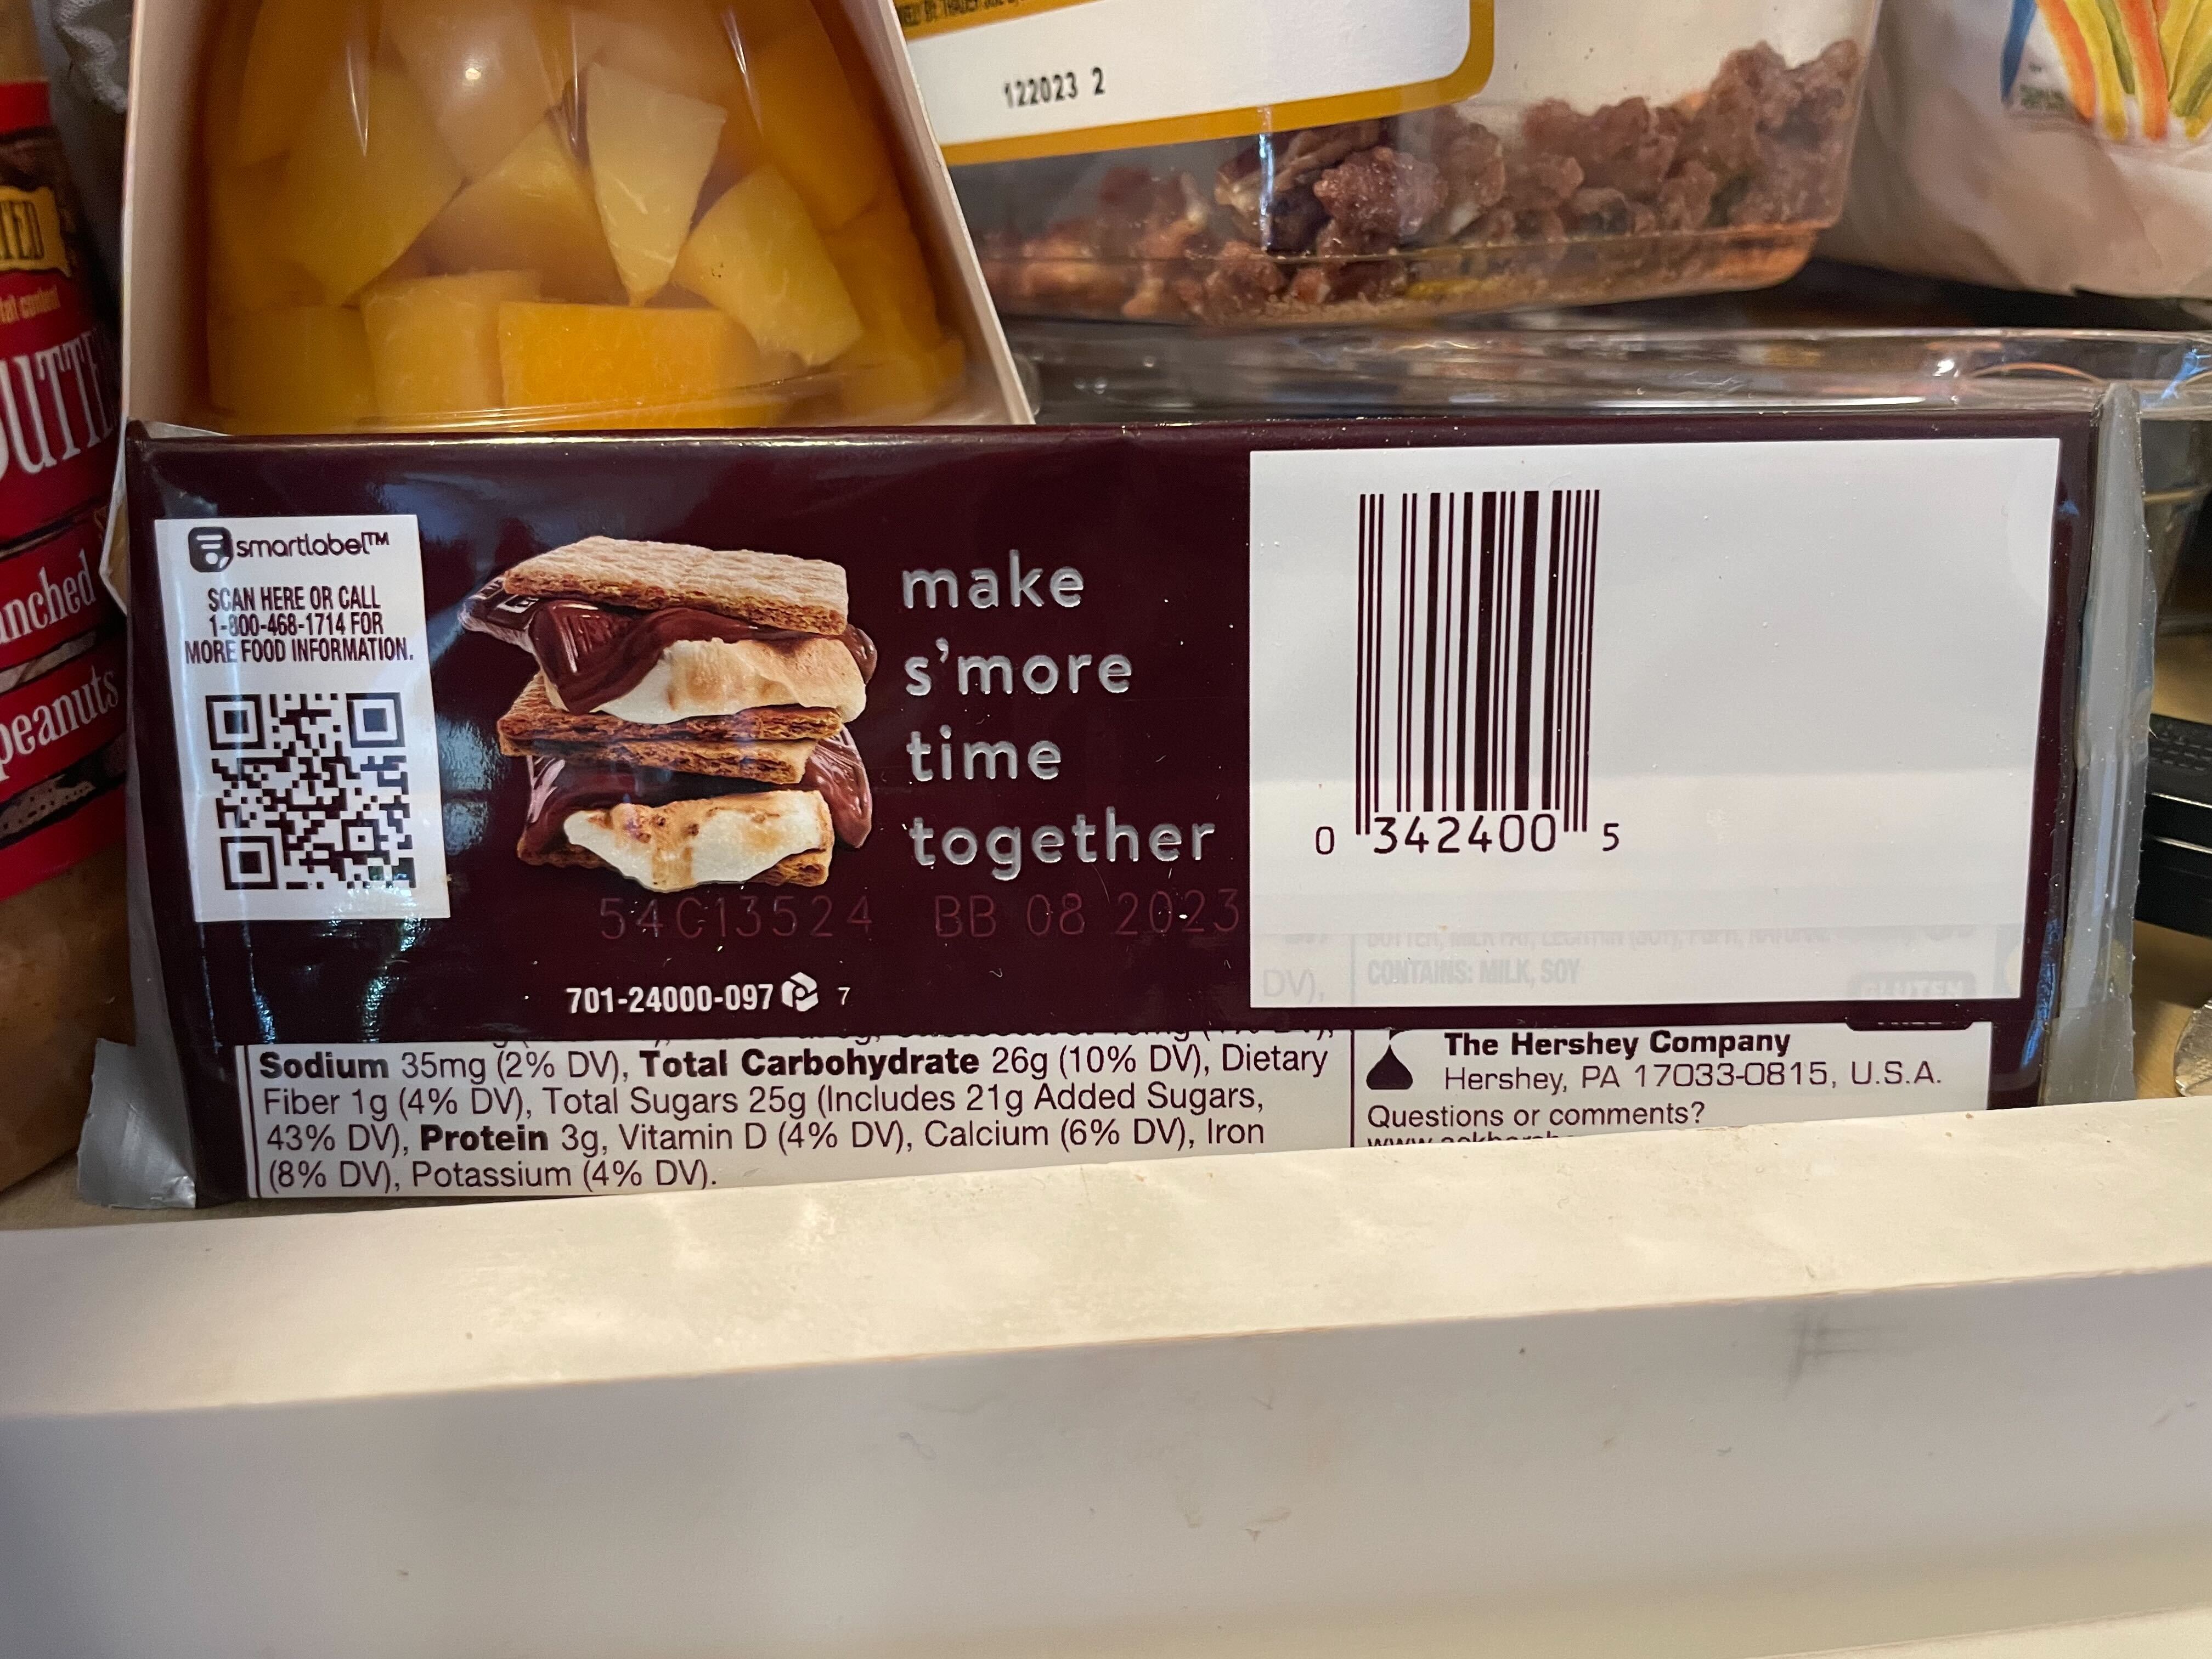 122023 2
smartlabel™
SCAN HERE OR CALL
1-800-468-1714 FOR
MORE FOOD INFORMATION.
make
s'more
time
together
54C13524 BB 08 2023
701-24000-097 7
0 342400 5
DV),
CONTAINS: MILK, SOY
Sodium 35mg (2% DV), Total Carbohydrate 26g (10% DV), Dietary
Fiber 1g (4% DV), Total Sugars 25g (Includes 21g Added Sugars,
43% DV), Protein 3g, Vitamin D (4% DV), Calcium (6% DV), Iron
(8% DV), Potassium (4% DV).
The Hershey Company
Hershey, PA 17033-0815, U.S.A.
Questions or comments?
peanuts